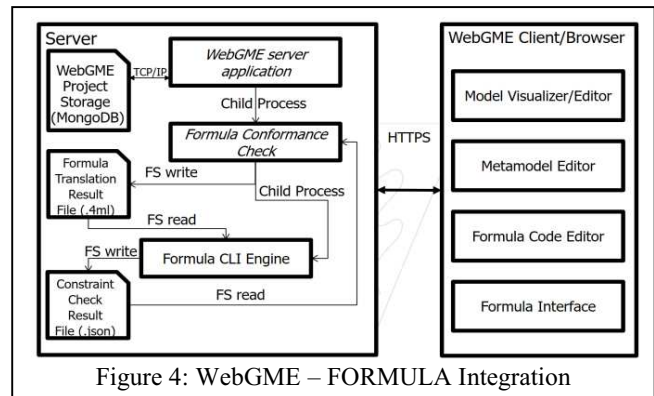 Server
WebGME
Project
Storage
(MongoDB)
TCP/IP
WebGME server
application
Child Process
Formula Conformance
Check
FS write
Child Process
Formula
Translation
Result
File (.4ml)
FS read
FS write
Formula CLI Engine
Constraint
Check
Result
File (.json)
FS read
HTTPS
WebGME Client/Browser
Model Visualizer/Editor
Metamodel Editor
Formula Code Editor
Formula Interface
Figure 4: WebGME – FORMULA Integration